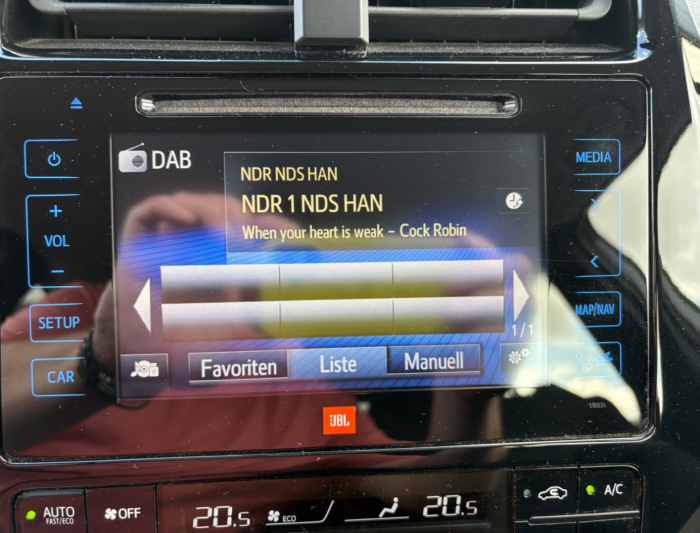 DAB
NDR NDS HAN
NDR 1 NDS HAN
When your heart is weak – Cock Robin
MEDIA
+
VOL
−
SETUP
CAR
MAP/NAV
1/1
Favoriten
Liste
Manuell
510031
JBL
AUTO
FAST/ECO
OFF
20.5
ECO
20.5
A/C